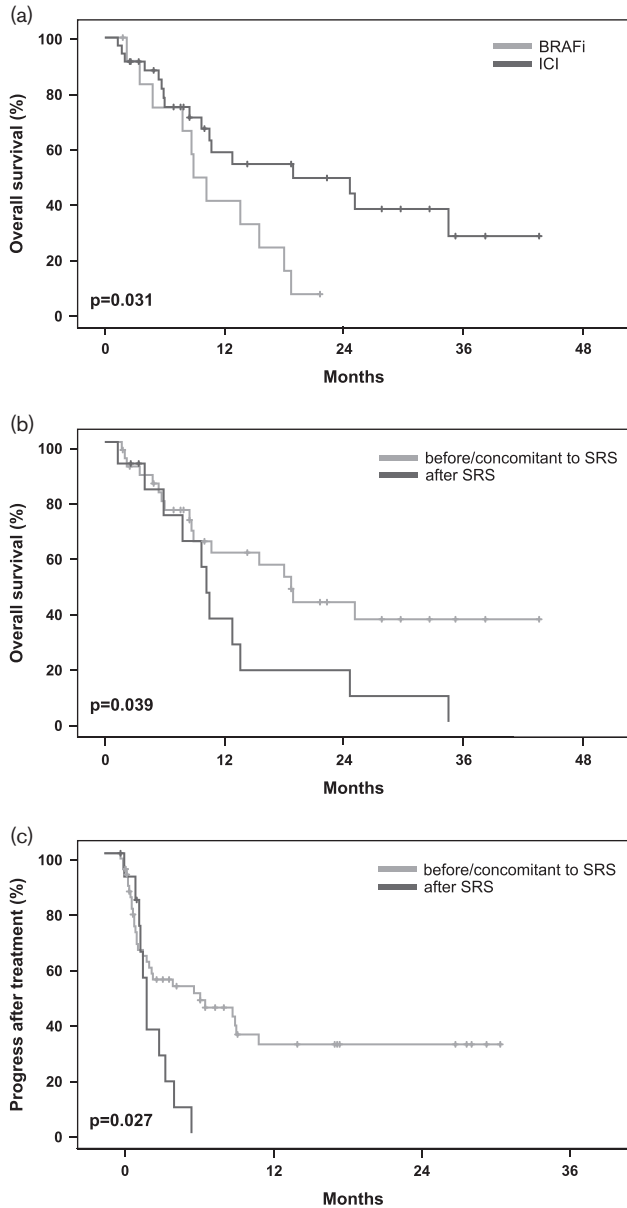 (a)
100
80
60
40
20
0
Overall survival (%)
BRAFi
ICI
p=0.031
0 12 24 36 48
Months
(b)
100
80
60
40
20
0
Overall survival (%)
before/concomitant to SRS
after SRS
p=0.039
0 12 24 36 48
Months
(c)
100
80
60
40
20
0
Progress after treatment (%)
before/concomitant to SRS
after SRS
p=0.027
0 12 24 36
Months